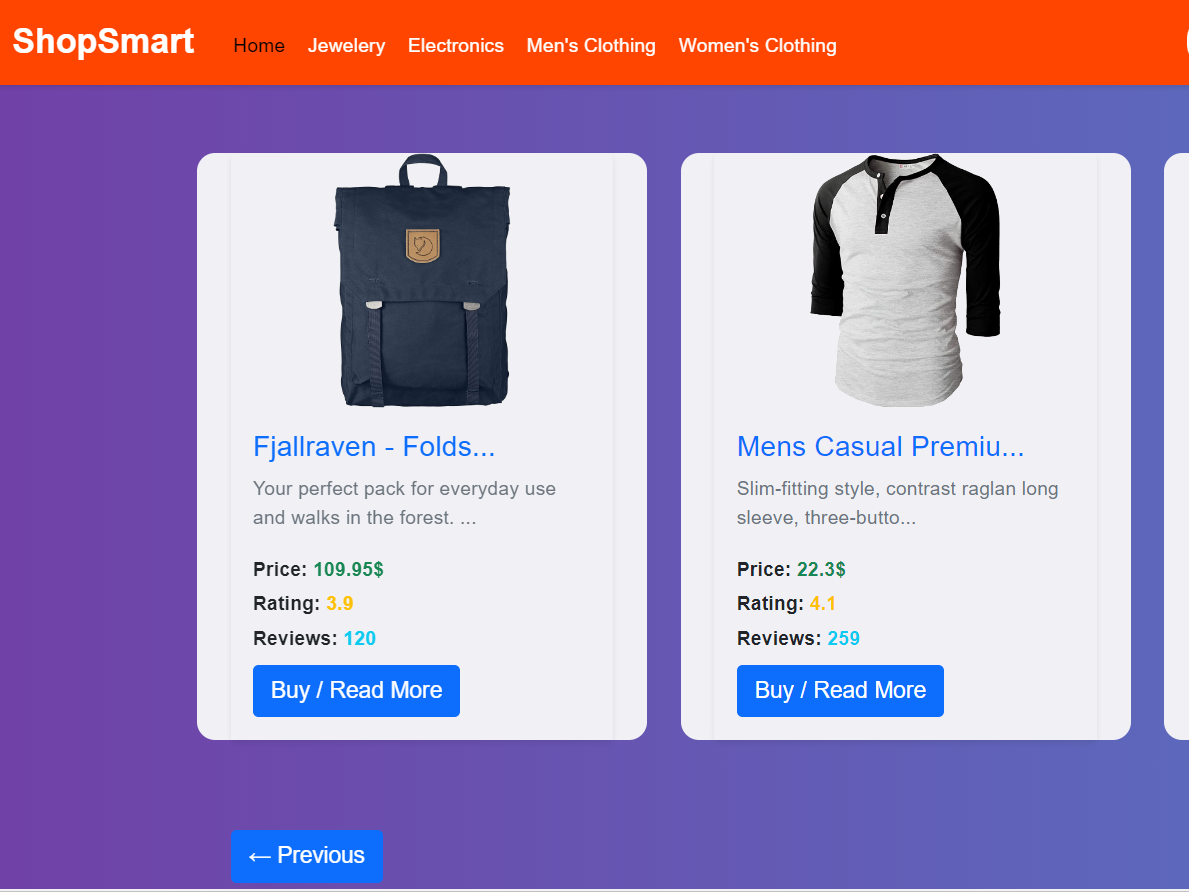 ShopSmart
Home Jewelery Electronics Men's Clothing Women's Clothing
Fjallraven - Folds...
Your perfect pack for everyday use
and walks in the forest. ...
Price: 109.95$
Rating: 3.9
Reviews: 120
Buy / Read More
Mens Casual Premiu...
Slim-fitting style, contrast raglan long
sleeve, three-butto...
Price: 22.3$
Rating: 4.1
Reviews: 259
Buy / Read More
← Previous